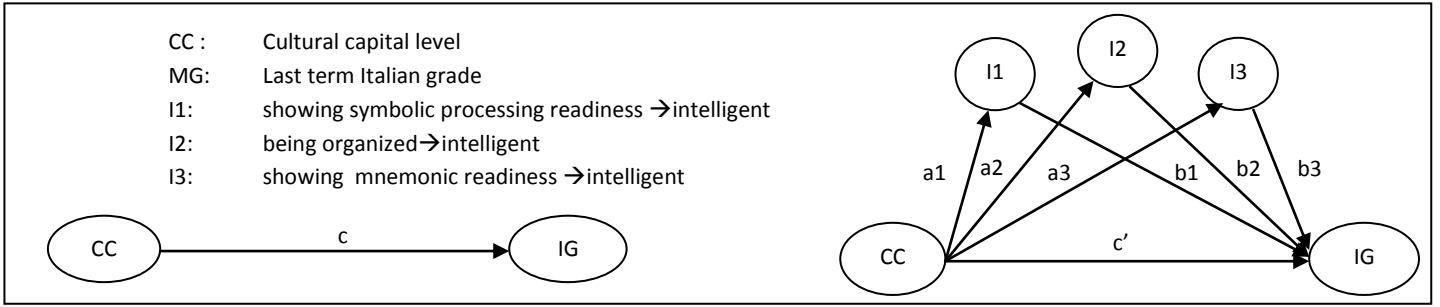 CC : Cultural capital level
MG: Last term Italian grade
I1: showing symbolic processing readiness →intelligent
I2: being organized→intelligent
I3: showing mnemonic readiness →intelligent
CC
c
IG
I1
I2
I3
a1
a2
a3
b1
b2
b3
CC
c’
IG